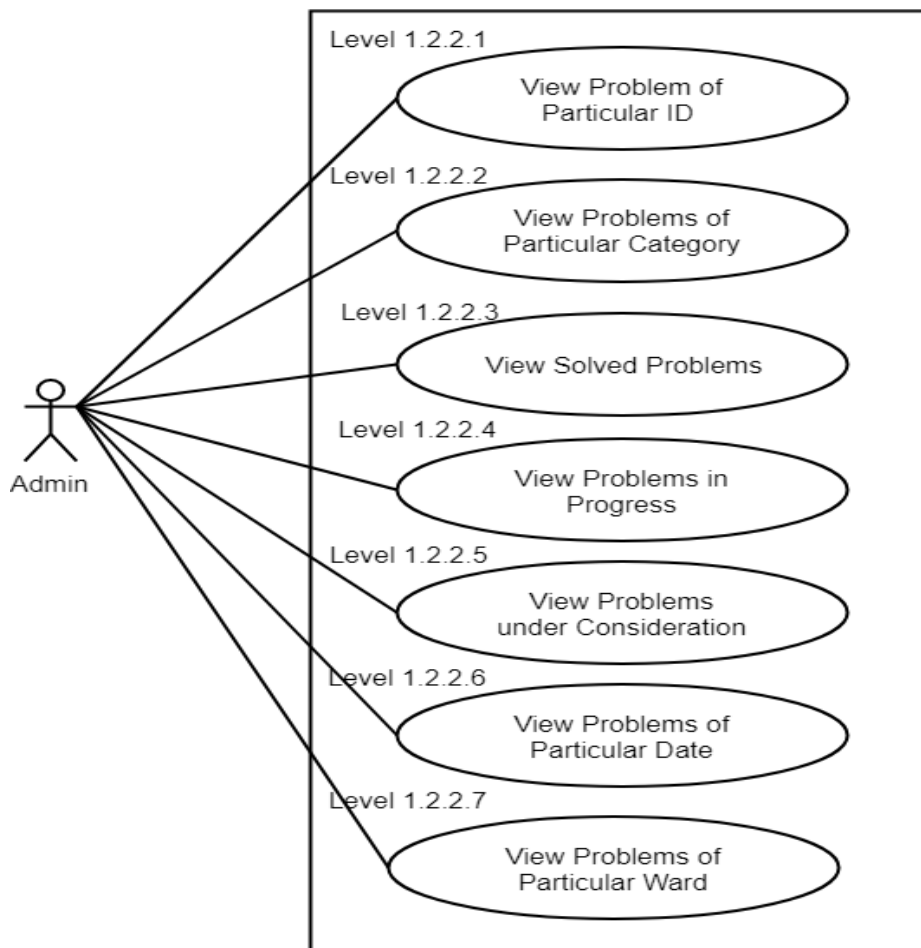 Level 1.2.2.1
View Problem of
Particular ID
Level 1.2.2.2
View Problems of
Particular Category
Level 1.2.2.3
View Solved Problems
Admin
Level 1.2.2.4
View Problems in
Progress
Level 1.2.2.5
View Problems
under Consideration
Level 1.2.2.6
View Problems of
Particular Date
Level 1.2.2.7
View Problems of
Particular Ward